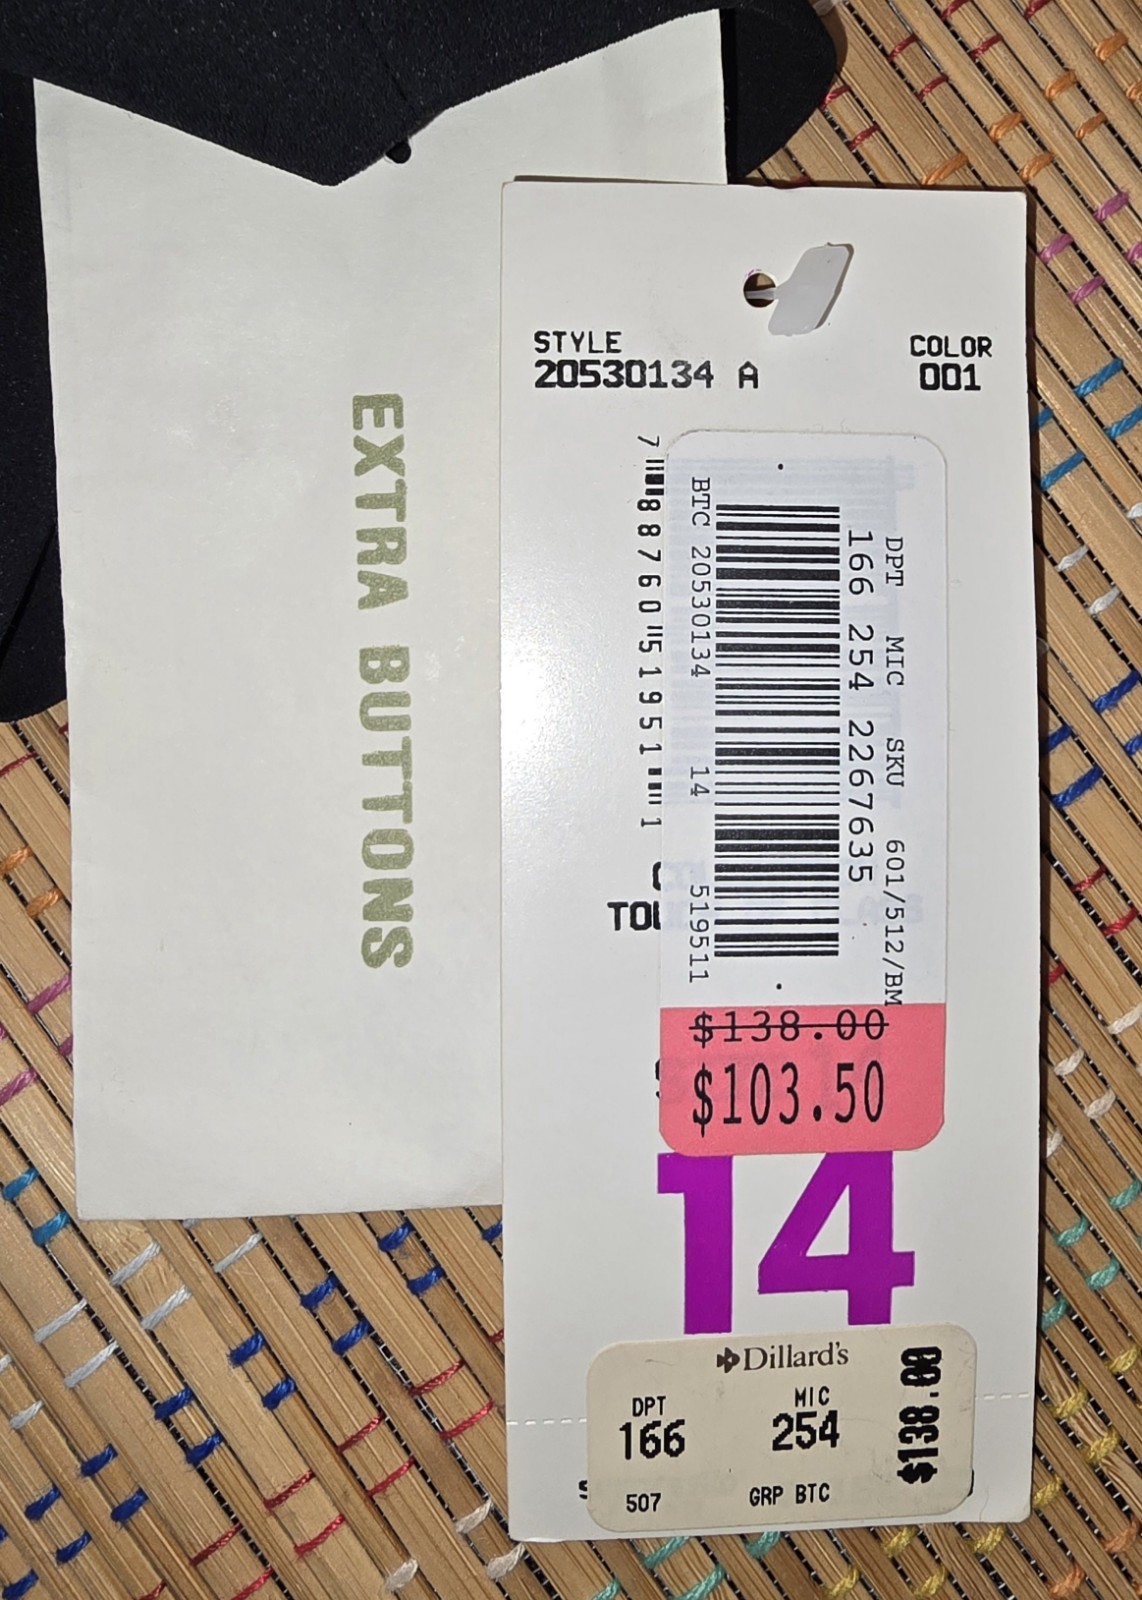 EXTRA BUTTONS
STYLE
20530134 A
COLOR
001
7 88760 51951 1
DPT MIC SKU 601/512/BM
166 254 2267635
BTC 20530134 14 519511
TOU
$138.00
$103.50
14
Dillard's
DPT
166
MIC
254
$138.00
507
GRP BTC